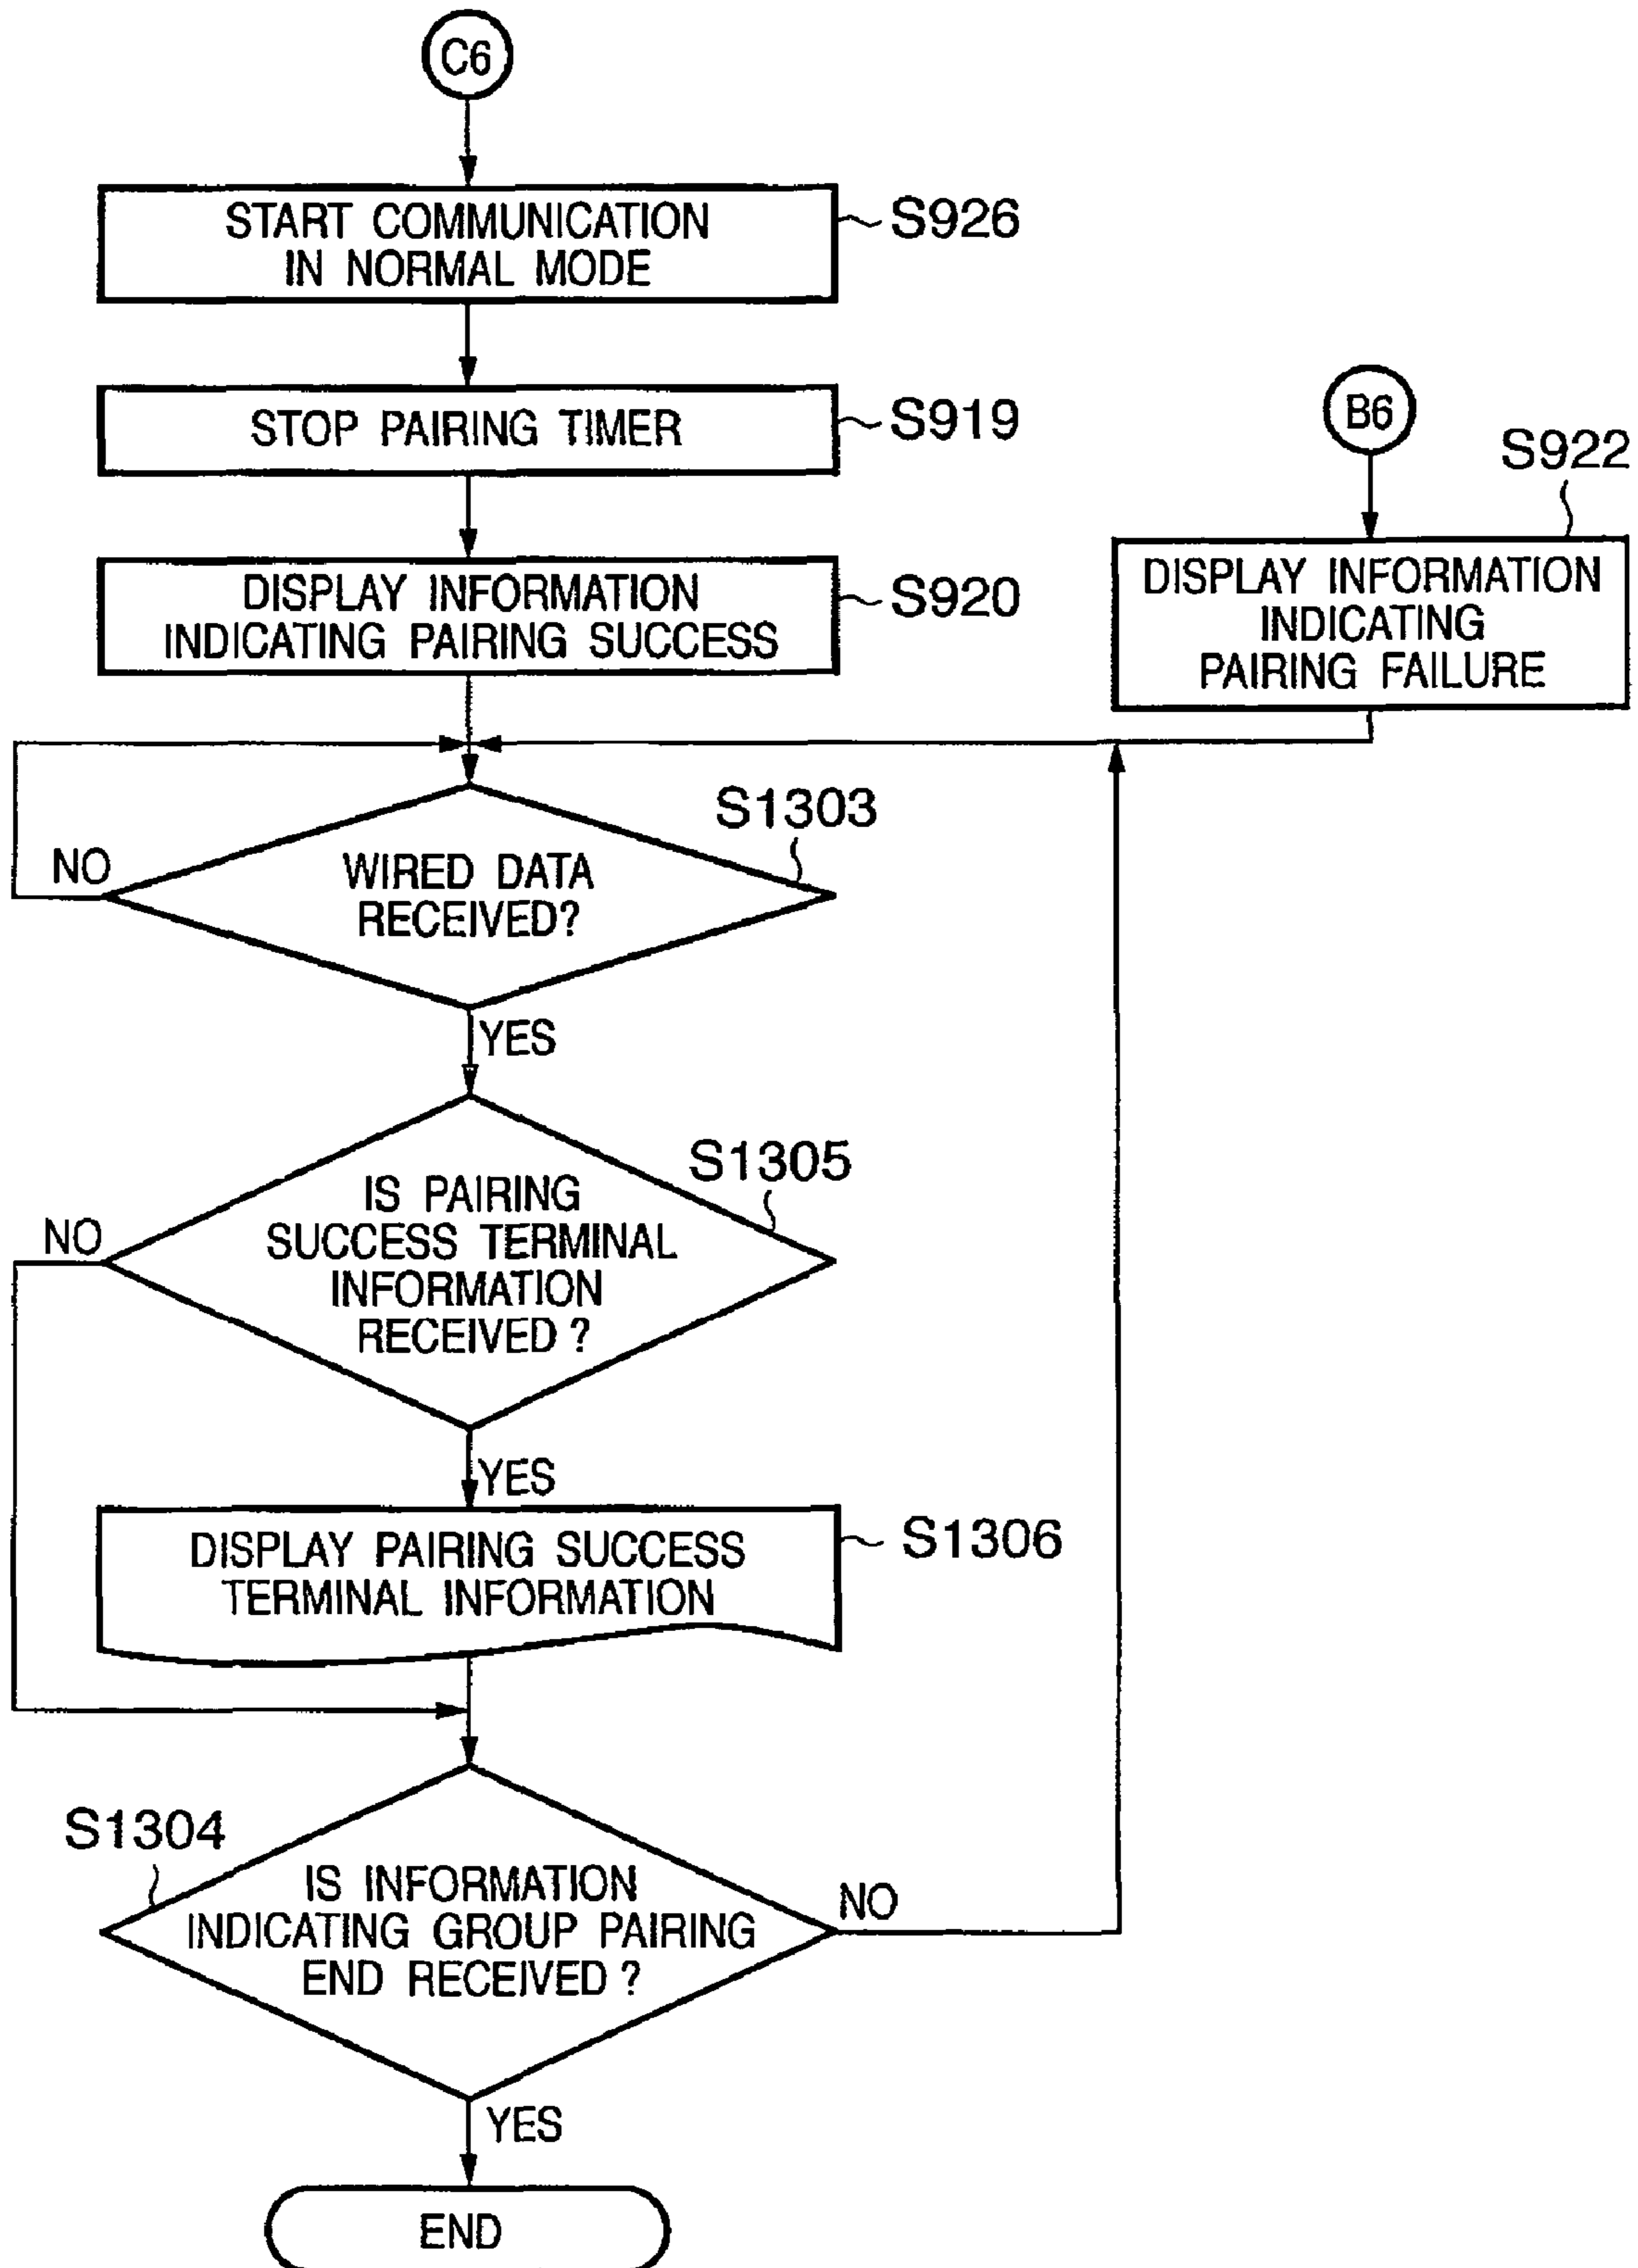 C6
START COMMUNICATION
IN NORMAL MODE
S926
STOP PAIRING TIMER
S919
B6
S922
DISPLAY INFORMATION
INDICATING PAIRING SUCCESS
S920
DISPLAY INFORMATION
INDICATING
PAIRING FAILURE
S1303
NO
WIRED DATA
RECEIVED?
YES
S1305
NO
IS PAIRING
SUCCESS TERMINAL
INFORMATION
RECEIVED?
YES
DISPLAY PAIRING SUCCESS
TERMINAL INFORMATION
S1306
S1304
IS INFORMATION
INDICATING GROUP PAIRING
END RECEIVED?
NO
YES
END